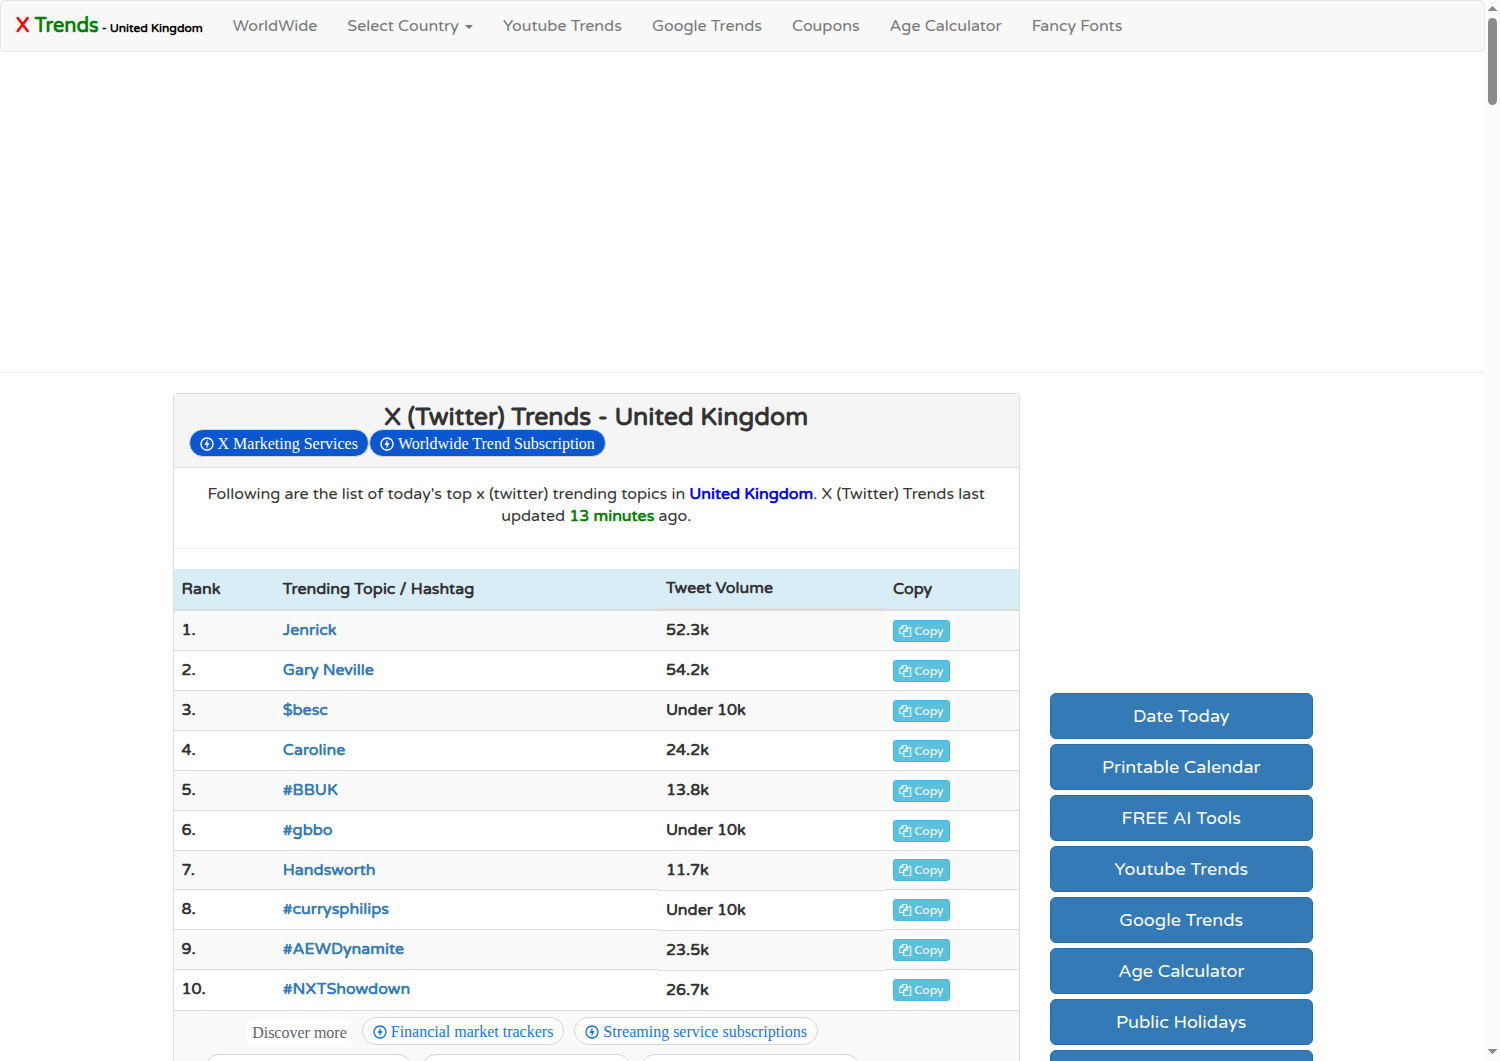 X Trends - United Kingdom WorldWide Select Country Youtube Trends Google Trends Coupons Age Calculator Fancy Fonts
X (Twitter) Trends - United Kingdom
X Marketing Services Worldwide Trend Subscription
Following are the list of today's top x (twitter) trending topics in United Kingdom. X (Twitter) Trends last
updated 13 minutes ago.
Rank Trending Topic / Hashtag Tweet Volume Copy
1. Jenrick 52.3k Copy
2. Gary Neville 54.2k Copy
3. $besc Under 10k Copy
4. Caroline 24.2k Copy
5. #BBUK 13.8k Copy
6. #gbbo Under 10k Copy
7. Handsworth 11.7k Copy
8. #currysphilips Under 10k Copy
9. #AEWDynamite 23.5k Copy
10. #NXTShowdown 26.7k Copy
Discover more Financial market trackers Streaming service subscriptions
Date Today
Printable Calendar
FREE AI Tools
Youtube Trends
Google Trends
Age Calculator
Public Holidays